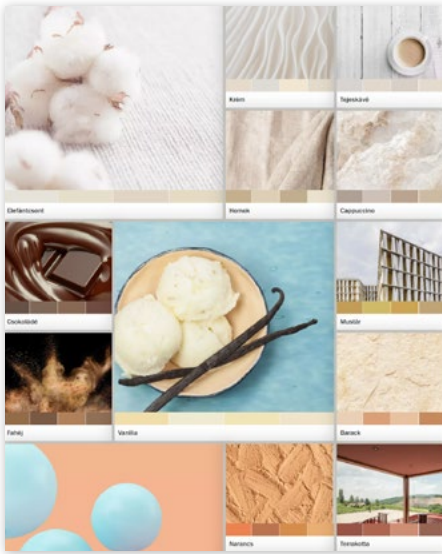 Krém
Tejeskávé
Elefántcsont
Homok
Cappuccino
Csokoládé
Mustár
Fahéj
Vanília
Barack
Narancs
Terrakotta